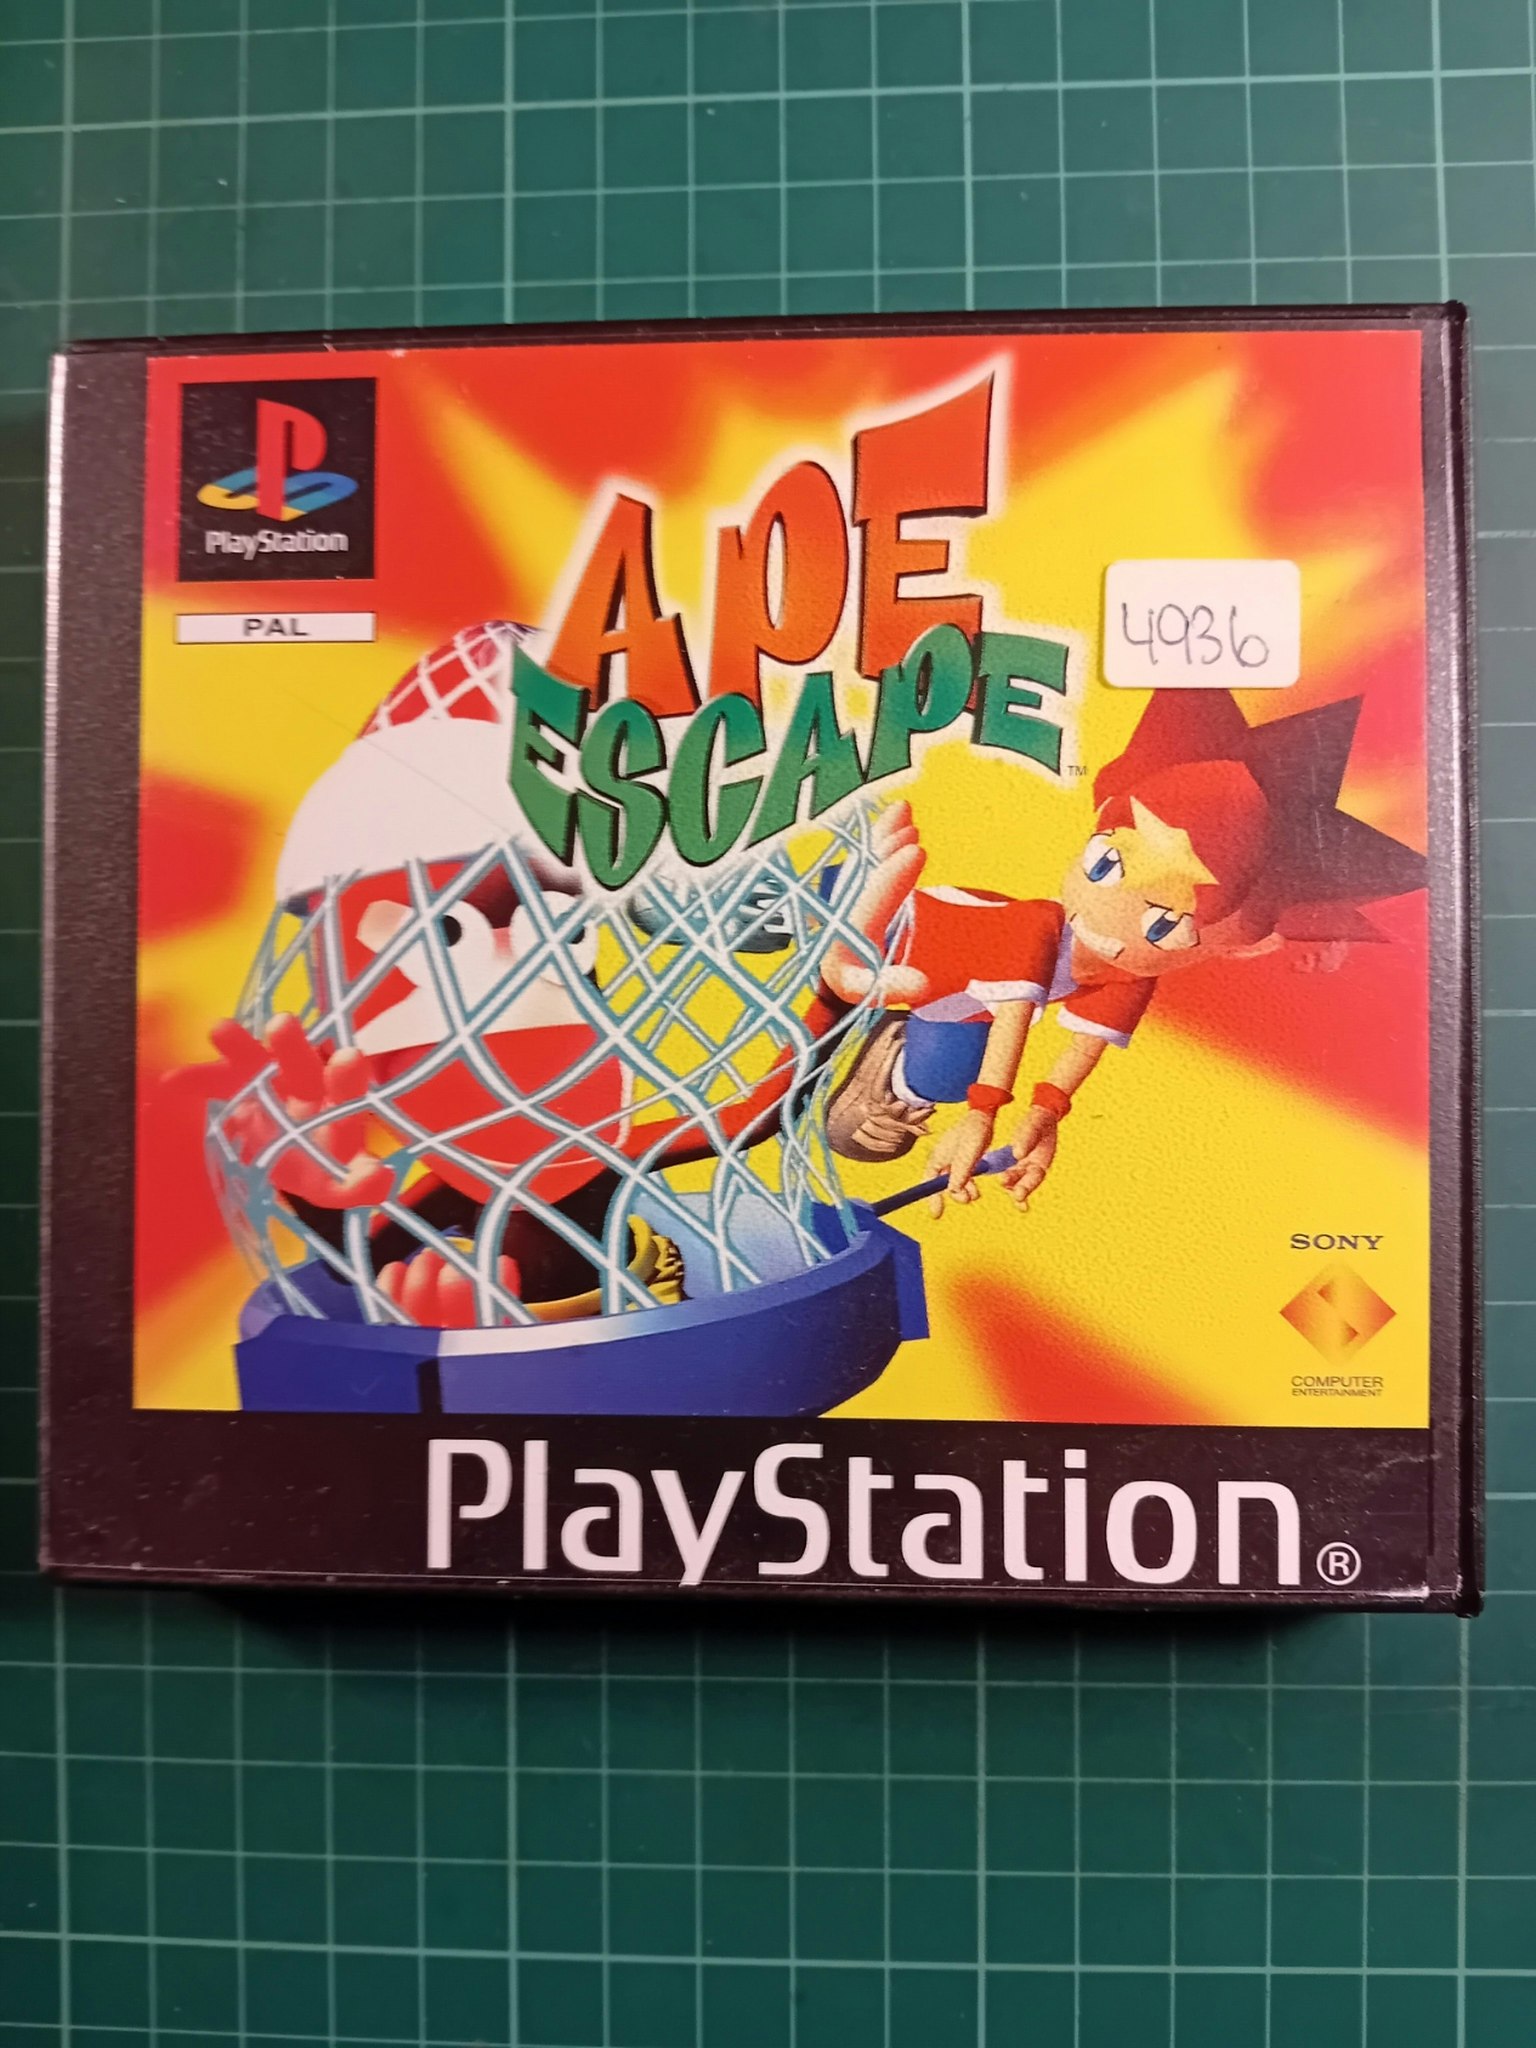 PlayStation
PAL
APE
ESCAPE
TM
4936
SONY
COMPUTER
ENTERTAINMENT
PlayStation®